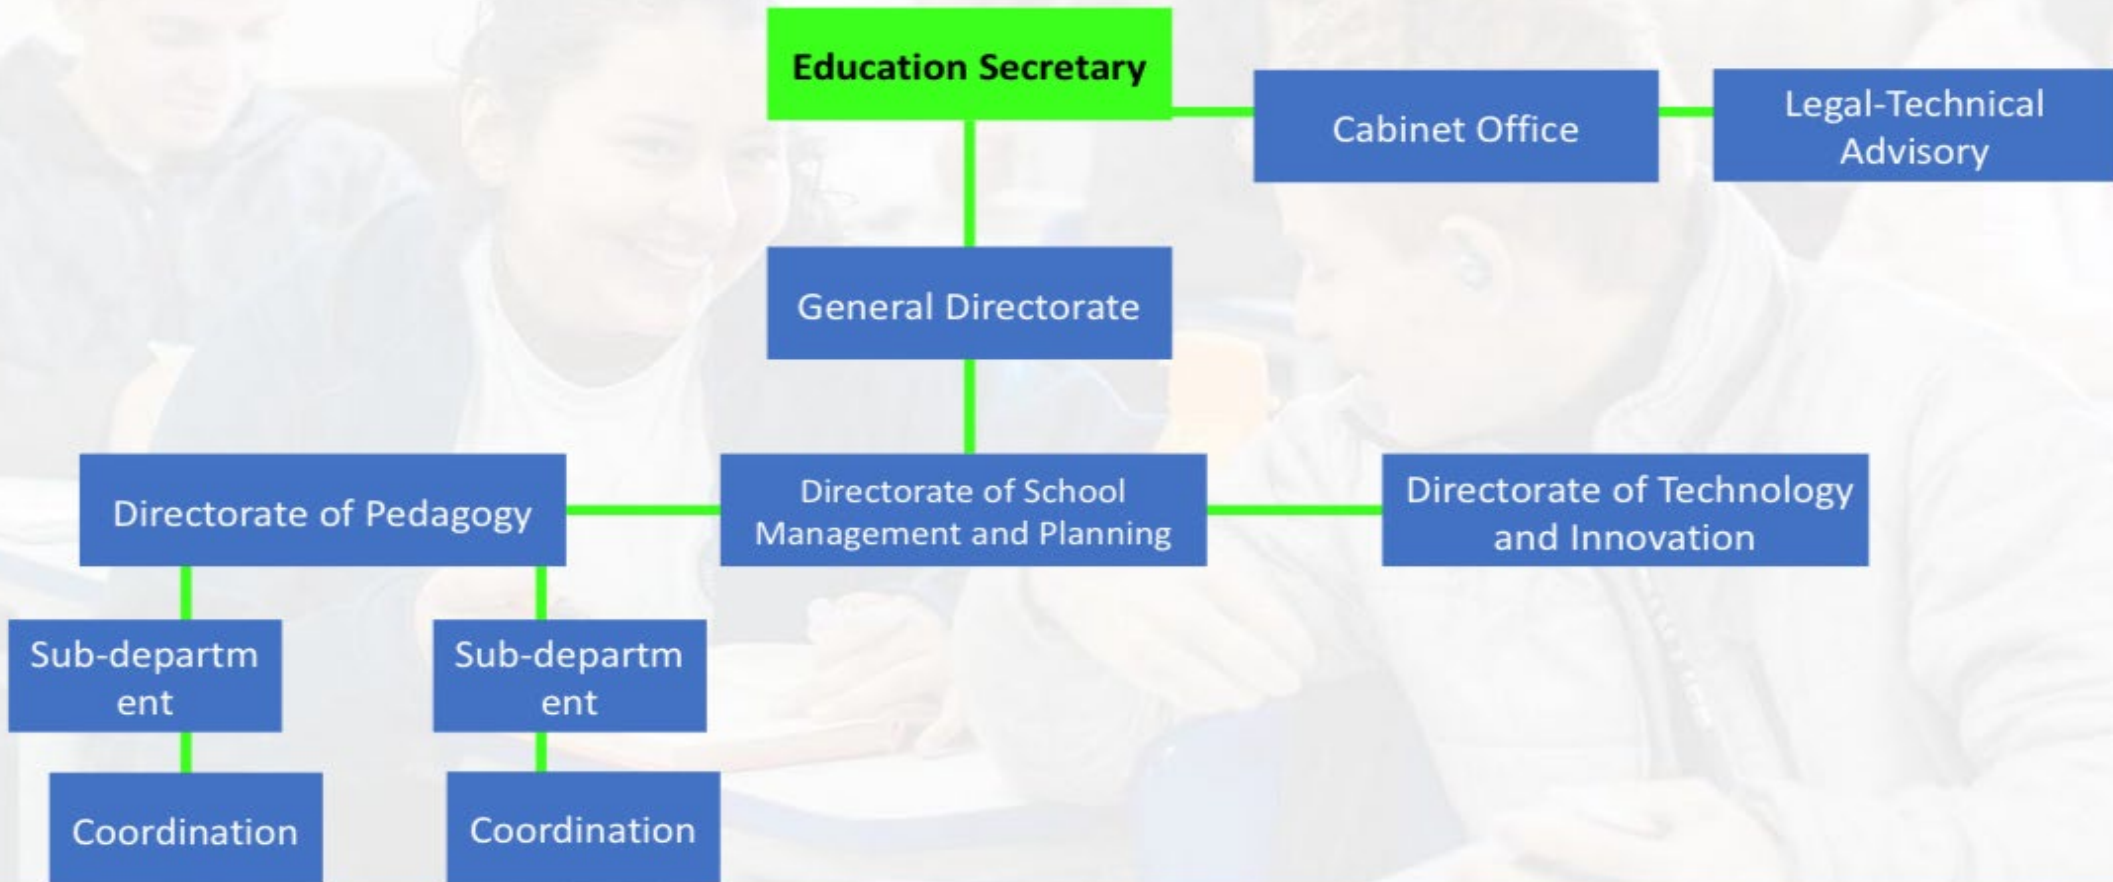 Education Secretary
Cabinet Office
Legal-Technical
Advisory
General Directorate
Directorate of Pedagogy
Directorate of School
Management and Planning
Directorate of Technology
and Innovation
Sub-departm
ent
Sub-departm
ent
Coordination
Coordination